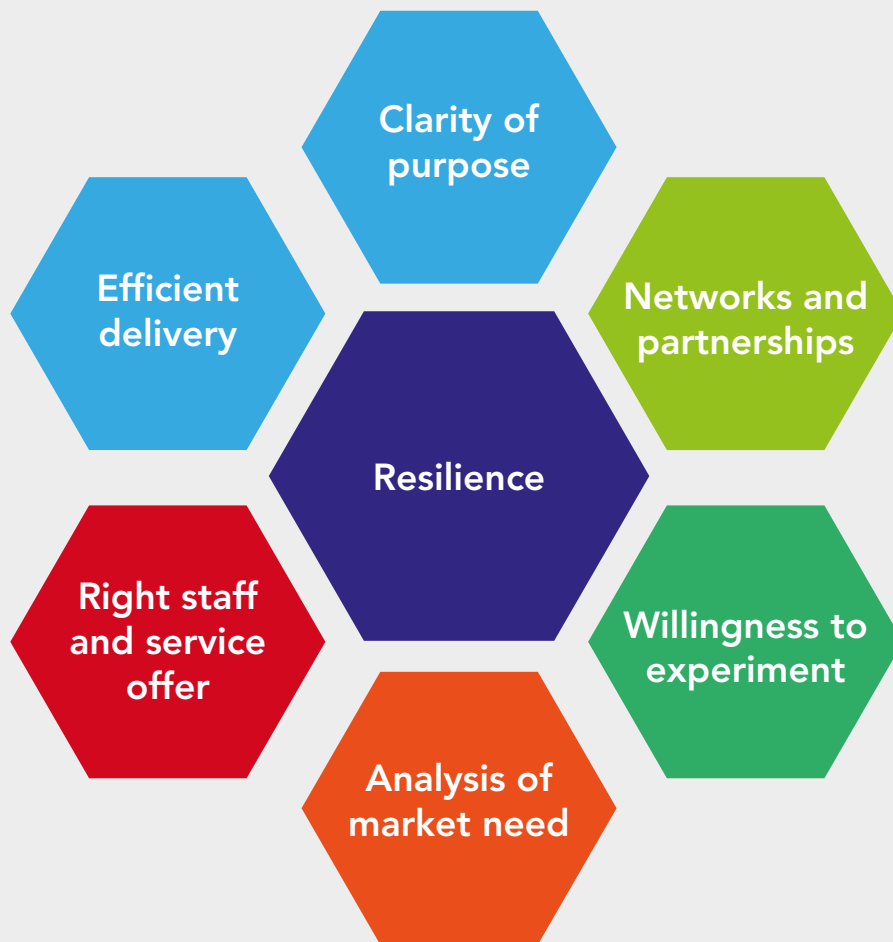 Clarity of
purpose
Efficient
delivery
Networks and
partnerships
Resilience
Right staff
and service
offer
Willingness to
experiment
Analysis of
market need